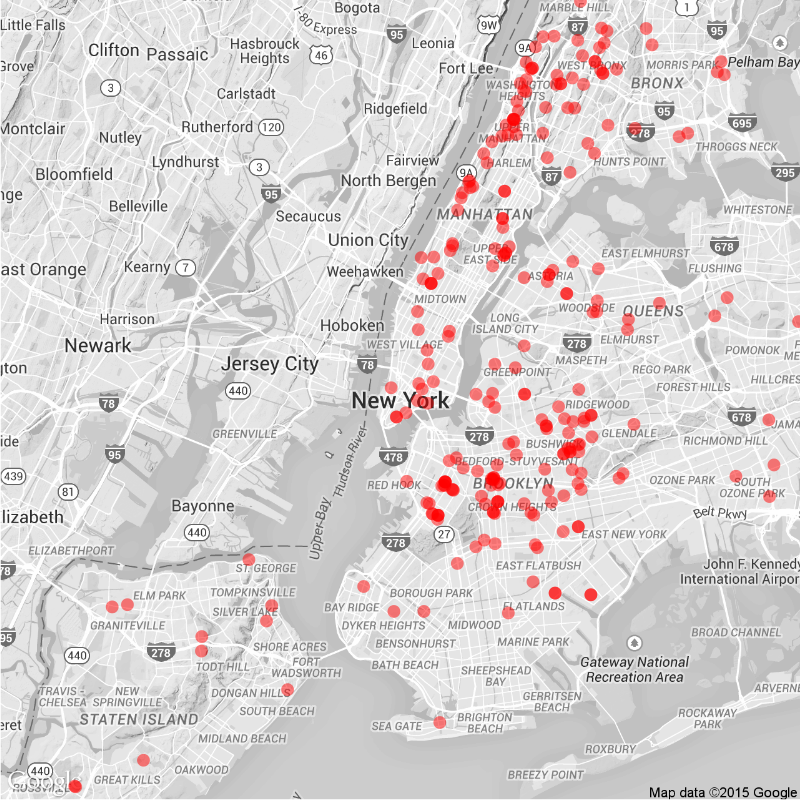 Bogota
MARBLE HILL
1
Little Falls
I-80 Express
9W
87
95
95
Clifton
Passaic
Hasbrouck
Heights
46
Leonia
9A
Fort Lee
WEST BRONX
MORRIS PARK
Pelham Bay
3
Carlstadt
WASHINGTON
HEIGHTS
BRONX
Ridgefield
95
Montclair
Nutley
Rutherford
120
UPPER
MANHATTAN
278
695
Lyndhurst
3
Fairview
HARLEM
HUNTS POINT
THROGGS NECK
Bloomfield
North Bergen
9A
87
295
95
Belleville
Secaucus
MANHATTAN
WHITESTONE
Union City
678
ast Orange
Kearny
7
Weehawken
UPPER
EAST SIDE
EAST ELMHURST
FLUSHING
ASTORIA
MIDTOWN
WOODSIDE
QUEENS
Harrison
Hoboken
LONG
ISLAND CITY
ELMHURST
Newark
WEST VILLAGE
278
POMONOK
Jersey City
78
MASPETH
REGO PARK
GREENPOINT
FOREST HILLS
HILLCRES
440
New York
RIDGEWOOD
78
678
GREENVILLE
278
GLENDALE
JAMA
RICHMOND HILL
95
478
BUSHWICK
BEDFORD-STUYVESANT
439
RED HOOK
BROOKLYN
OZONE PARK
SOUTH
OZONE PARK
81
Hudson River
Bayonne
CROWN HEIGHTS
Belt Pkwy
lizabeth
440
Upper Bay
27
EAST NEW YORK
ELIZABETHPORT
278
ST. GEORGE
EAST FLATBUSH
John F. Kennedy
International Airpor
ELM PARK
TOMPKINSVILLE
BOROUGH PARK
SILVER LAKE
BAY RIDGE
FLATLANDS
GRANITEVILLE
DYKER HEIGHTS
MIDWOOD
BROAD CHANNEL
278
SHORE ACRES
BENSONHURST
MARINE PARK
440
TODT HILL
FORT
WADSWORTH
BATH BEACH
Gateway National
Recreation Area
SHEEPSHEAD
BAY
TRAVIS -
CHELSEA
NEW
SPRINGVILLE
DONGAN HILLS
ARVERNE
GERRITSEN
BEACH
STATEN ISLAND
SOUTH BEACH
ROCKAWAY
PARK
SEA GATE
BRIGHTON
BEACH
MIDLAND BEACH
ROXBURY
440
GREAT KILLS
OAKWOOD
BREEZY POINT
Google
Map data ©2015 Google